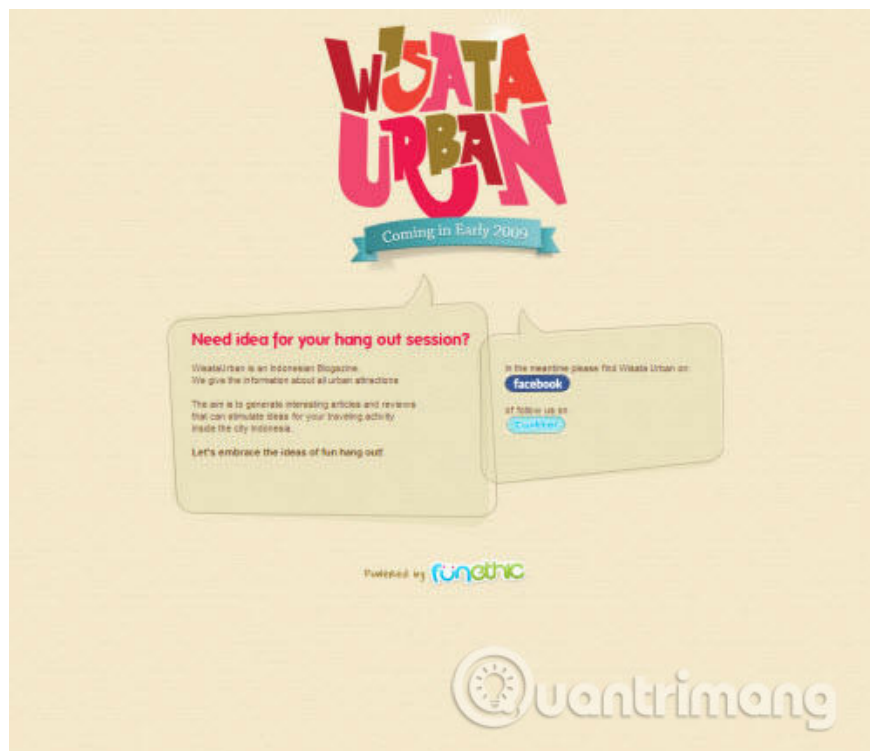 WISATA
URBAN
Coming in Early 2009
Need idea for your hang out session?
WisataUrban is an Indonesian Blogazine.
We give the information about all urban attractions
The aim is to generate interesting articles and reviews
that can stimulate ideas for your traveling activity
inside the city Indonesia.
Let's embrace the ideas of fun hang out!
In the meantime please find Wisata Urban on
facebook
of follow us on
twitter
Powered by funethic
Quantrimang